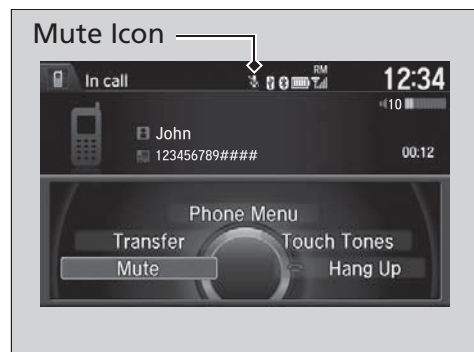 Mute Icon
In call
RM
12:34
10
John
123456789####
00:12
Phone Menu
Transfer
Touch Tones
Mute
Hang Up